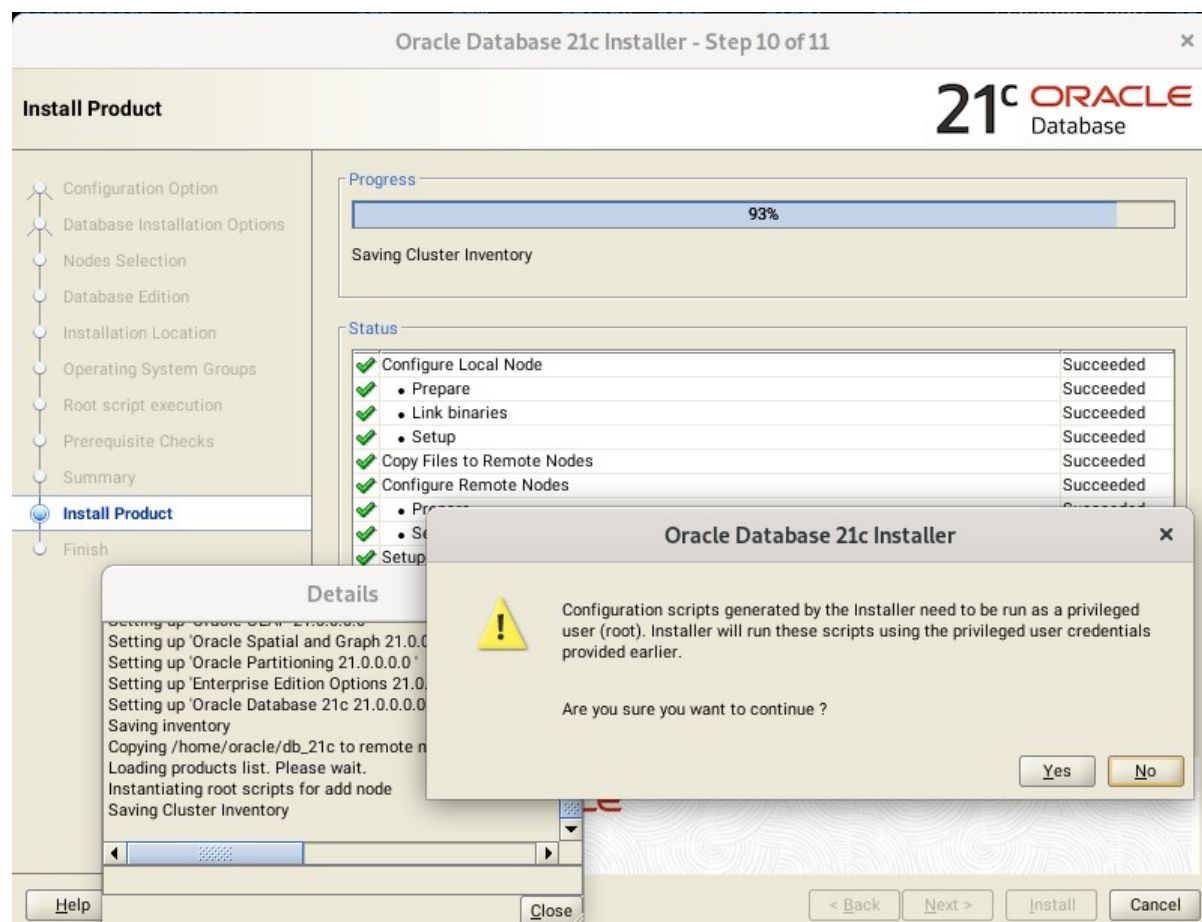 Oracle Database 21c Installer - Step 10 of 11
Install Product
21c ORACLE
Database
Configuration Option
Database Installation Options
Nodes Selection
Database Edition
Installation Location
Operating System Groups
Root script execution
Prerequisite Checks
Summary
Install Product
Finish
Progress
93%
Saving Cluster Inventory
Status
Configure Local Node Succeeded
• Prepare Succeeded
• Link binaries Succeeded
• Setup Succeeded
Copy Files to Remote Nodes Succeeded
Configure Remote Nodes Succeeded
Setup
Oracle Database 21c Installer
Configuration scripts generated by the Installer need to be run as a privileged
user (root). Installer will run these scripts using the privileged user credentials
provided earlier.
Are you sure you want to continue ?
Yes No
Details
Setting up 'Oracle Spatial and Graph 21.0.
Setting up 'Oracle Partitioning 21.0.0.0.0 '
Setting up 'Enterprise Edition Options 21.0.
Setting up 'Oracle Database 21c 21.0.0.0.0
Saving inventory
Copying /home/oracle/db_21c to remote
Loading products list. Please wait.
Instantiating root scripts for add node
Saving Cluster Inventory
Close
Help
< Back Next > Install Cancel